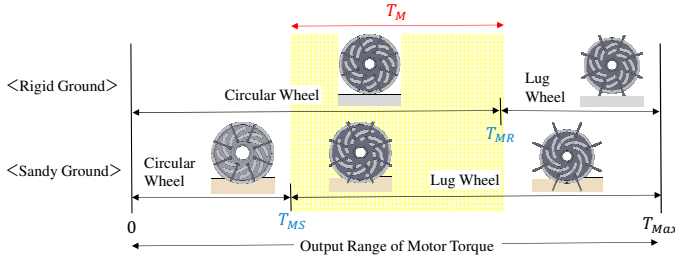 T_M
<Rigid Ground>
Circular Wheel
Lug
Wheel
T_MR
<Sandy Ground>
Circular
Wheel
Lug Wheel
T_MS
0
T_Max
Output Range of Motor Torque